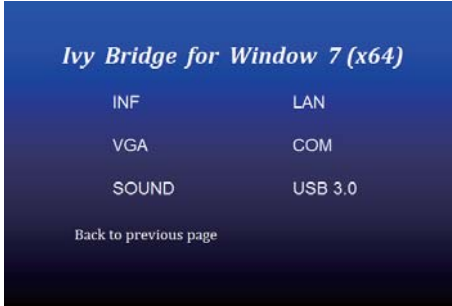 Ivy Bridge for Window 7 (x64)
INF LAN
VGA COM
SOUND USB 3.0
Back to previous page